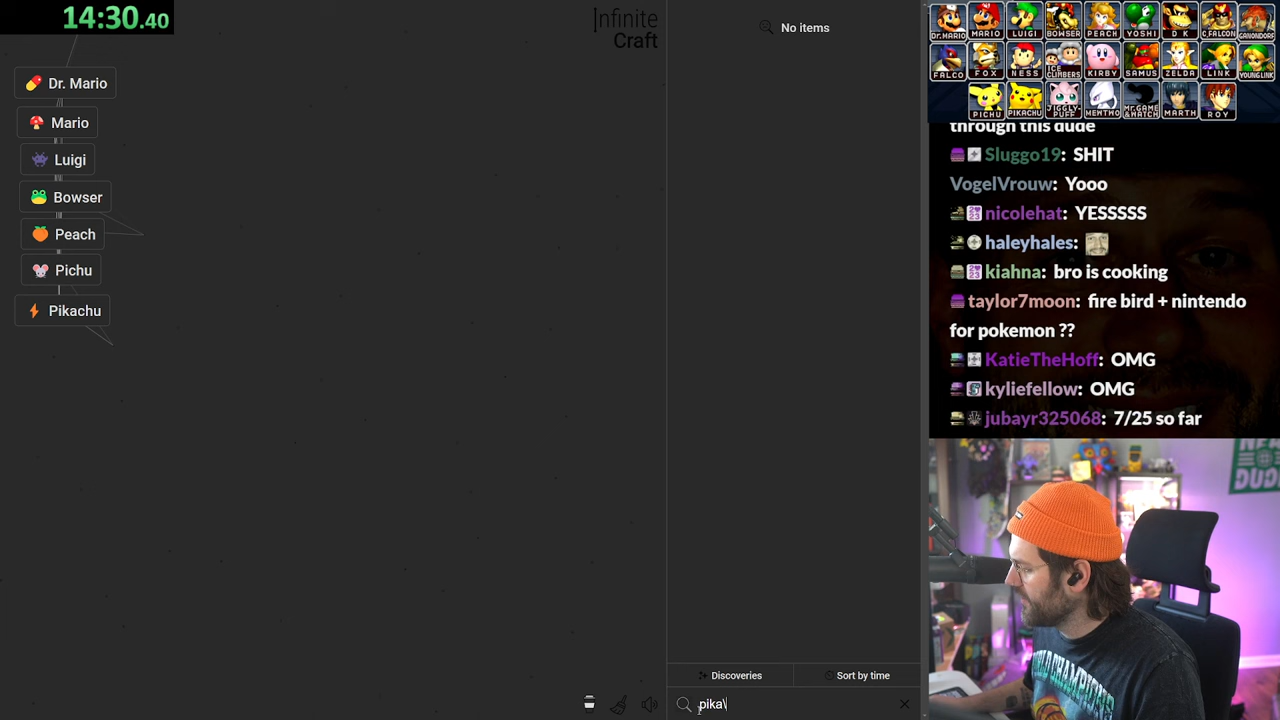 14:30.40
Infinite
Craft
Dr. Mario
Mario
Luigi
Bowser
Peach
Pichu
Pikachu
No items
Discoveries
Sort by time
pika\
DR.MARIO MARIO LUIGI BOWSER PEACH YOSHI D K C.FALCON GANONDORF
FALCO FOX NESS ICE CLIMBERS KIRBY SAMUS ZELDA LINK YOUNG LINK
PICHU PIKACHU JIGGLY-PUFF MEWTWO MR.GAME &WATCH MARTH ROY
through this dude
Sluggo19: SHIT
VogelVrouw: Yooo
nicolehat: YESSSSS
haleyhales:
kiahna: bro is cooking
taylor7moon: fire bird + nintendo
for pokemon ??
KatieTheHoff: OMG
kyliefellow: OMG
jubayr325068: 7/25 so far